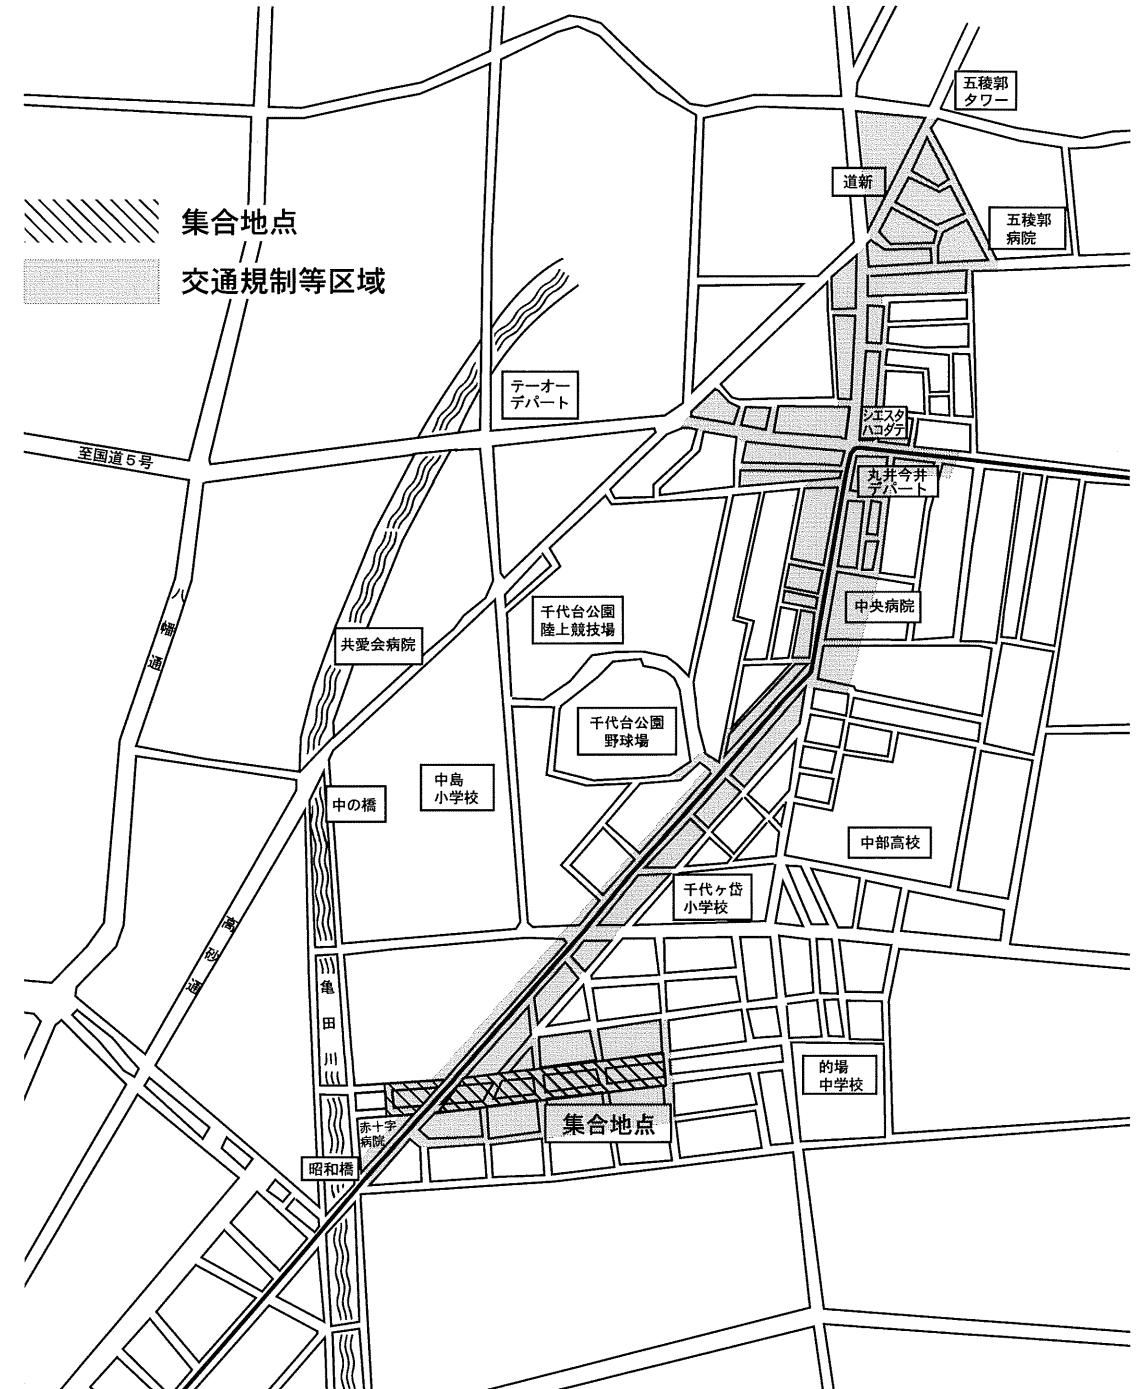 五稜郭
タワー
道新
五稜郭
病院
集合地点
交通規制等区域
テーオー
デパート
シエスタ
ハコダテ
至国道5号
丸井今井
デパート
八幡通
千代台公園
陸上競技場
中央病院
共愛会病院
千代台公園
野球場
中島
小学校
中の橋
中部高校
千代ヶ岱
小学校
高砂通
亀田川
的場
中学校
集合地点
赤十字
病院
昭和橋